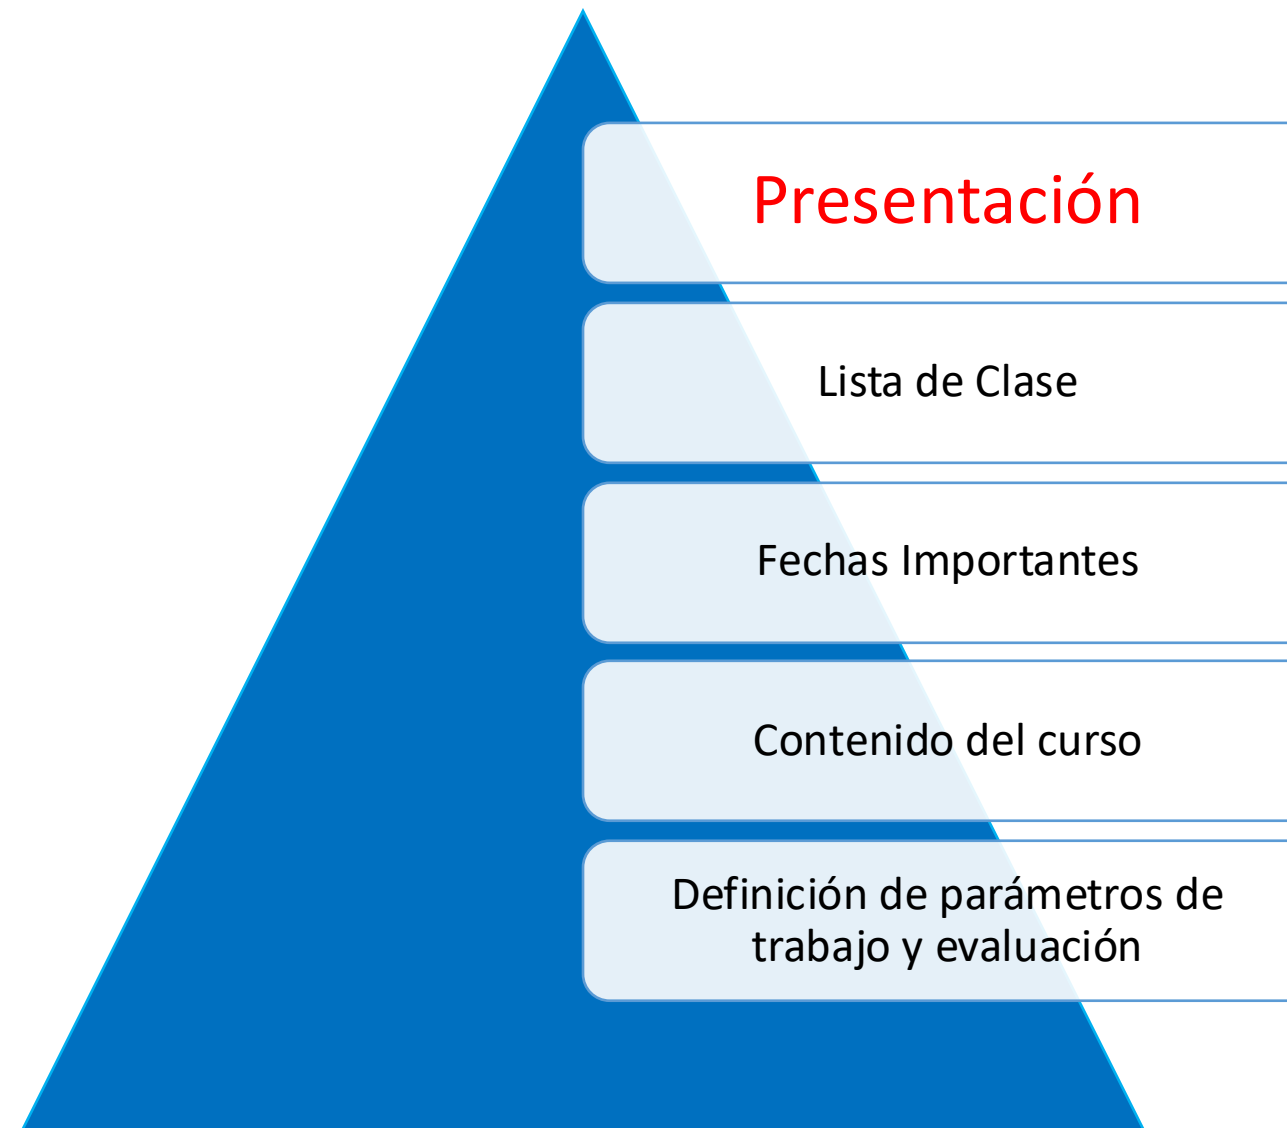 Presentación
Lista de Clase
Fechas Importantes
Contenido del curso
Definición de parámetros de
trabajo y evaluación